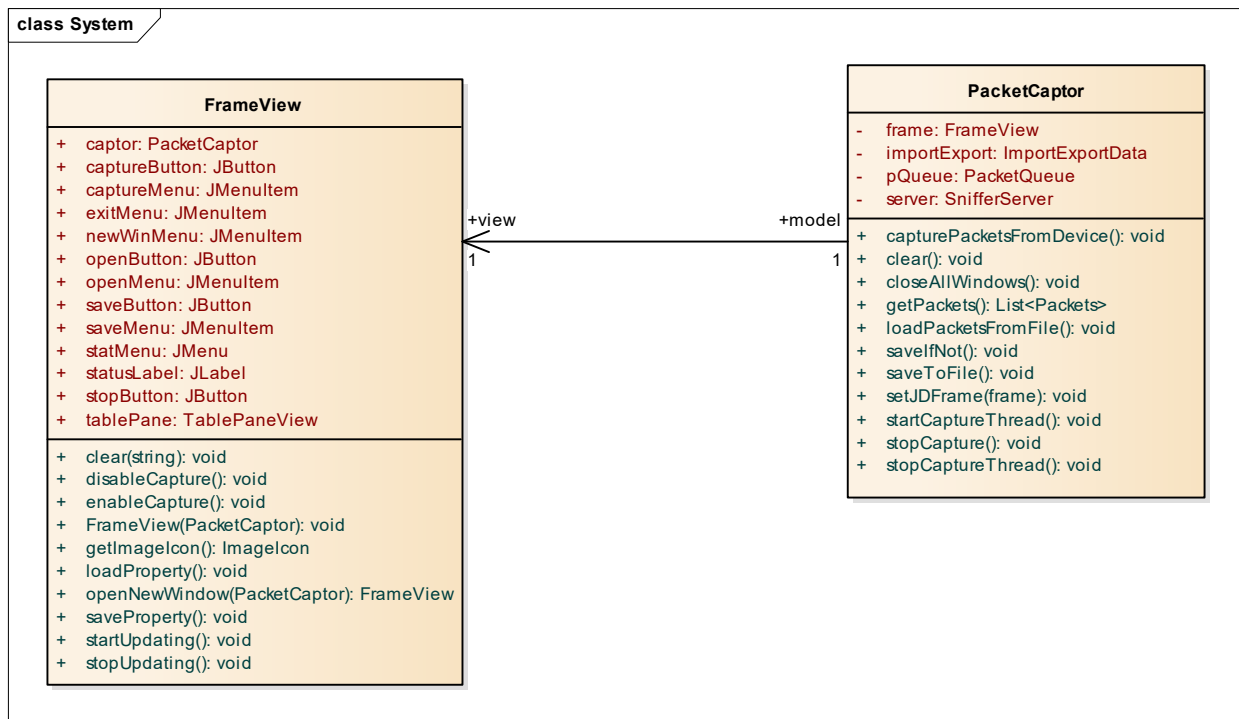 class System
FrameView
+ captor: PacketCaptor
+ captureButton: JButton
+ captureMenu: JMenuItem
+ exitMenu: JMenuItem
+ newWinMenu: JMenuItem
+ openButton: JButton
+ openMenu: JMenuItem
+ saveButton: JButton
+ saveMenu: JMenuItem
+ statMenu: JMenu
+ statusLabel: JLabel
+ stopButton: JButton
+ tablePane: TablePaneView
+ clear(string): void
+ disableCapture(): void
+ enableCapture(): void
+ FrameView(PacketCaptor): void
+ getImageIcon(): ImageIcon
+ loadProperty(): void
+ openNewWindow(PacketCaptor): FrameView
+ saveProperty(): void
+ startUpdating(): void
+ stopUpdating(): void
+view
1
+model
1
PacketCaptor
- frame: FrameView
- importExport: ImportExportData
- pQueue: PacketQueue
- server: SnifferServer
+ capturePacketsFromDevice(): void
+ clear(): void
+ closeAllWindows(): void
+ getPackets(): List<Packets>
+ loadPacketsFromFile(): void
+ saveIfNot(): void
+ saveToFile(): void
+ setJDFrame(frame): void
+ startCaptureThread(): void
+ stopCapture(): void
+ stopCaptureThread(): void